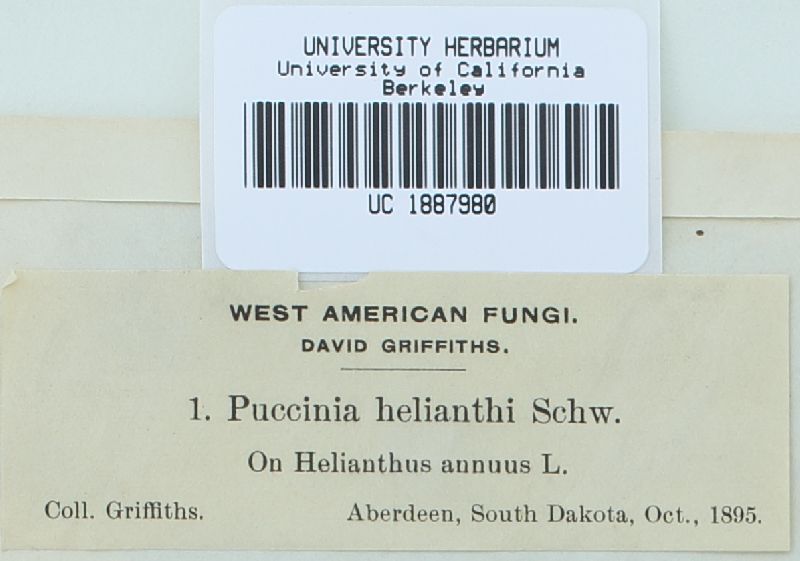 UNIVERSITY HERBARIUM
University of California
Berkeley
UC 1887980
WEST AMERICAN FUNGI.
DAVID GRIFFITHS.
1. Puccinia helianthi Schw.
On Helianthus annuus L.
Coll. Griffiths. Aberdeen, South Dakota, Oct., 1895.